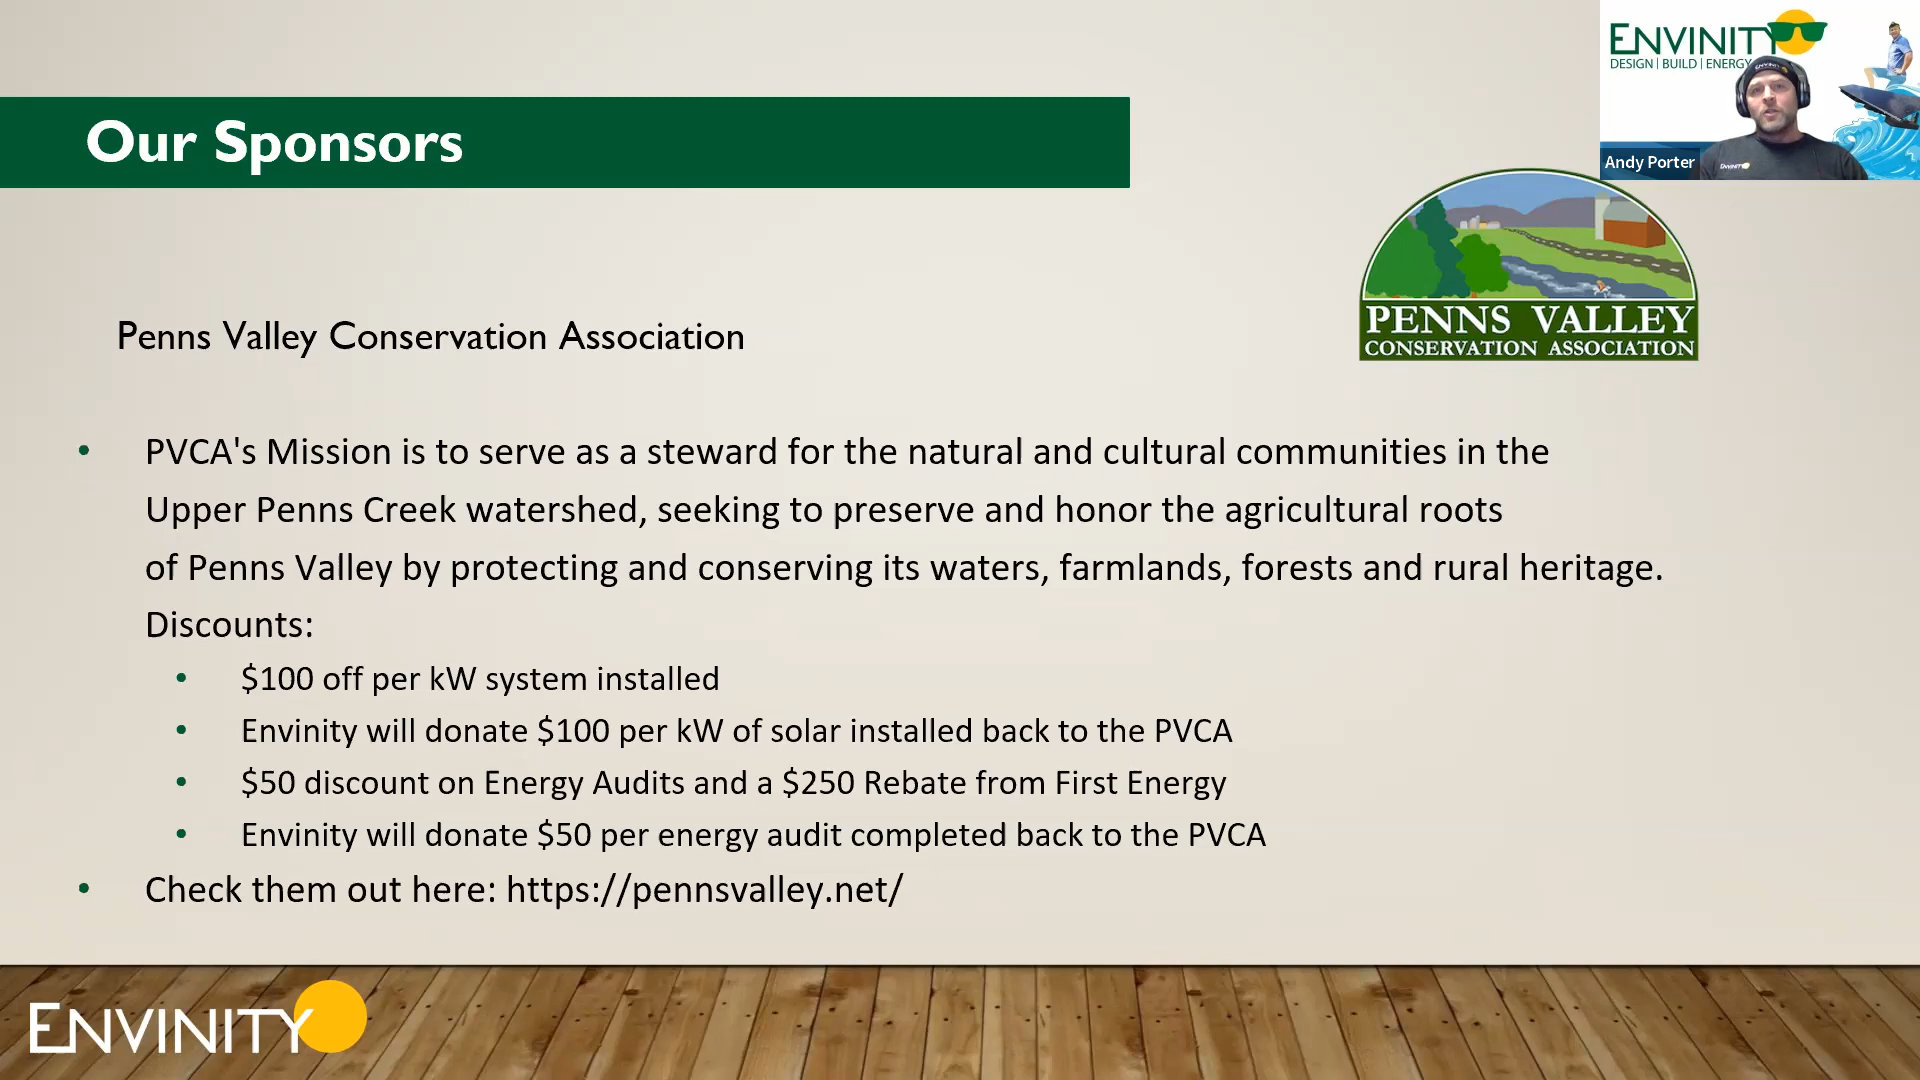 Our Sponsors
ENVINITY
DESIGN | BUILD | ENERGY
Andy Porter
PENNS VALLEY
CONSERVATION ASSOCIATION
Penns Valley Conservation Association
• PVCA's Mission is to serve as a steward for the natural and cultural communities in the
Upper Penns Creek watershed, seeking to preserve and honor the agricultural roots
of Penns Valley by protecting and conserving its waters, farmlands, forests and rural heritage.
Discounts:
• $100 off per kW system installed
• Envinity will donate $100 per kW of solar installed back to the PVCA
• $50 discount on Energy Audits and a $250 Rebate from First Energy
• Envinity will donate $50 per energy audit completed back to the PVCA
• Check them out here: https://pennsvalley.net/
ENVINITY